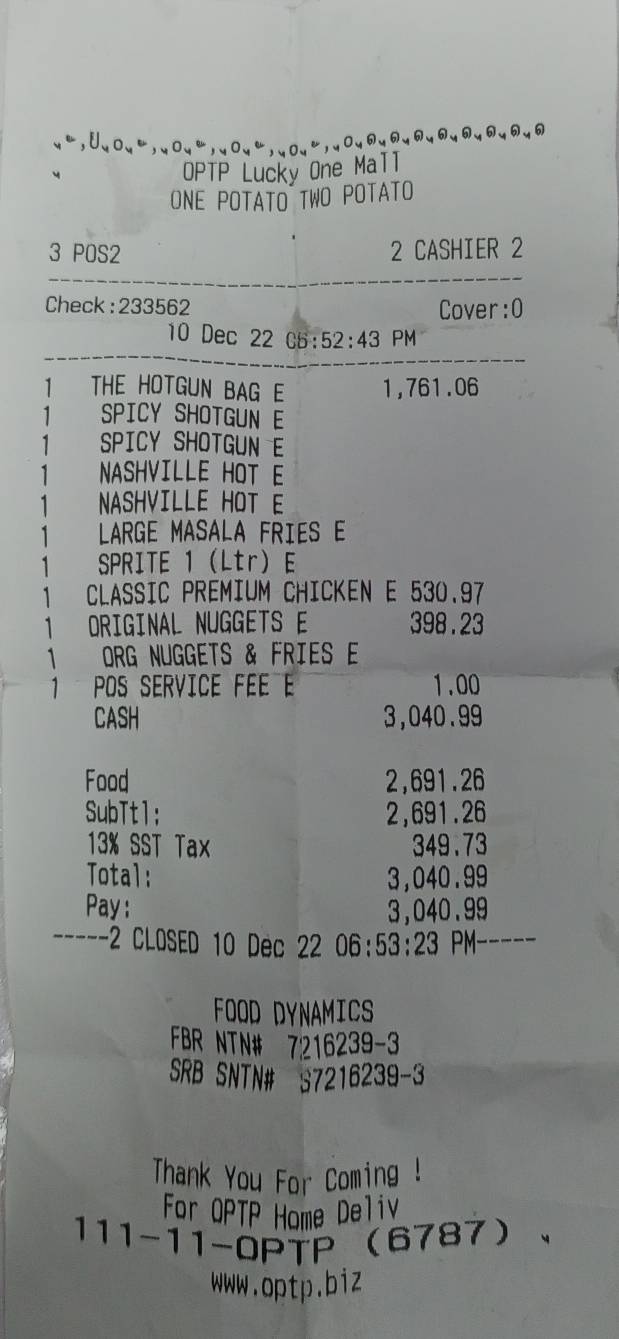 OPTP Lucky One Mall
ONE POTATO TWO POTATO
3 POS2 2 CASHIER 2
Check:233562 Cover:0
10 Dec 22 06:52:43 PM
1 THE HOTGUN BAG E 1,761.06
1 SPICY SHOTGUN E
1 SPICY SHOTGUN E
1 NASHVILLE HOT E
1 NASHVILLE HOT E
1 LARGE MASALA FRIES E
1 SPRITE 1 (Ltr) E
1 CLASSIC PREMIUM CHICKEN E 530.97
1 ORIGINAL NUGGETS E 398.23
1 ORG NUGGETS & FRIES E
1 POS SERVICE FEE E 1.00
CASH 3,040.99
Food 2,691.26
SubTtl: 2,691.26
13% SST Tax 349.73
Total: 3,040.99
Pay: 3,040.99
-----2 CLOSED 10 Dec 22 06:53:23 PM-----
FOOD DYNAMICS
FBR NTN# 7216239-3
SRB SNTN# S7216239-3
Thank You For Coming !
For OPTP Home Deliv
111-11-OPTP (6787)
www.optp.biz